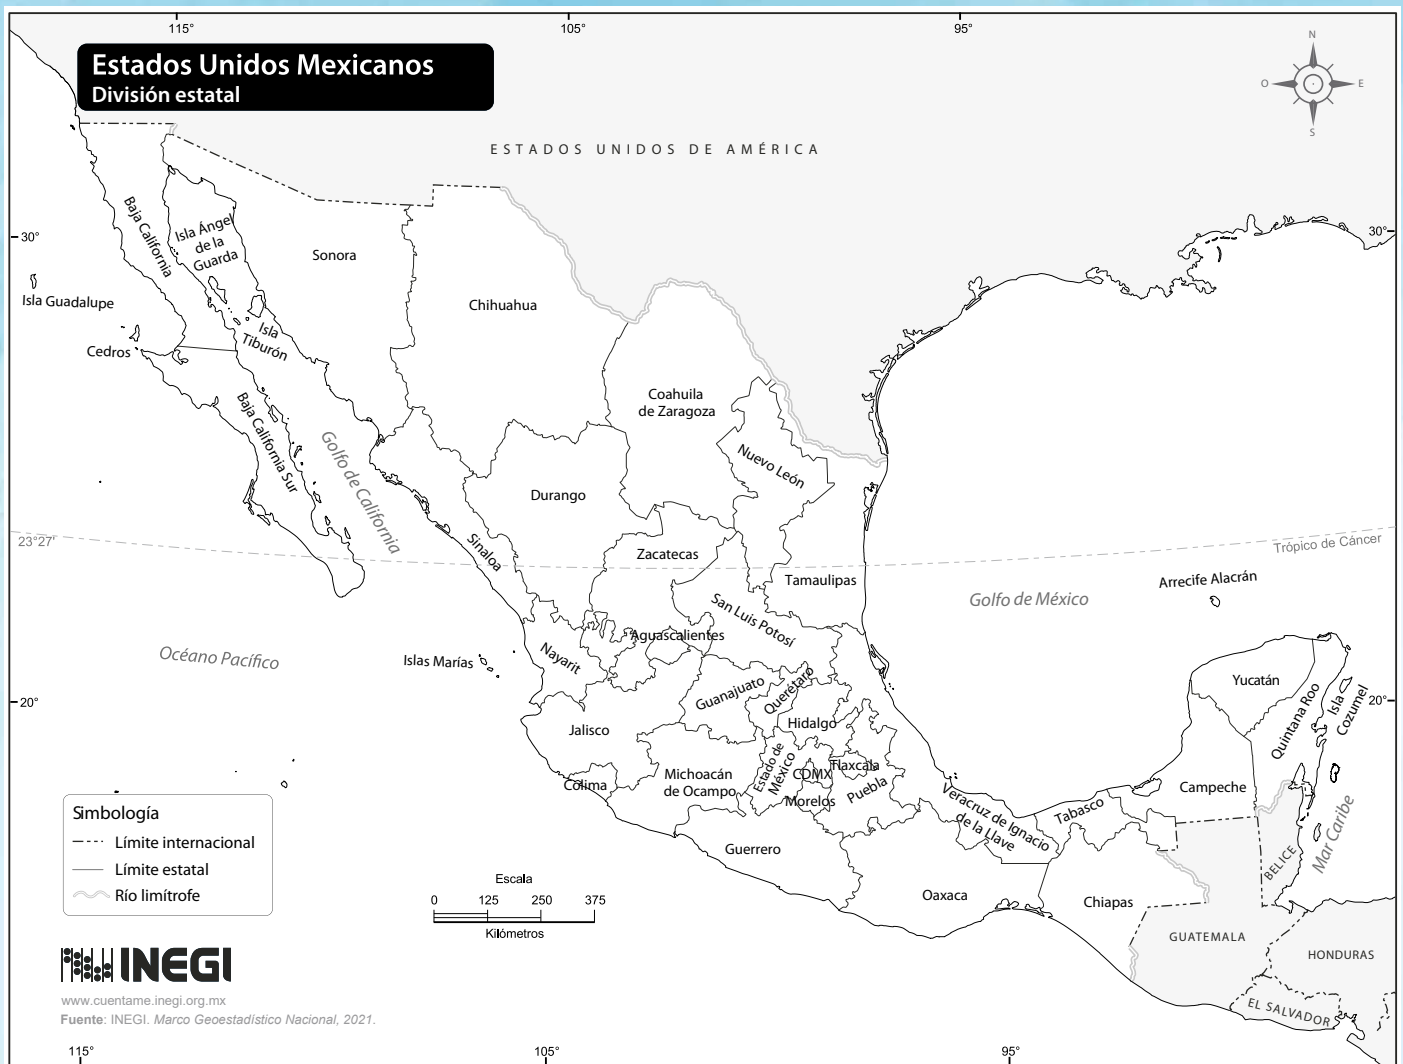 115°
105°
95°
Estados Unidos Mexicanos
División estatal
N
O
E
S
ESTADOS UNIDOS DE AMÉRICA
30°
30°
Baja California
Isla Ángel
de la
Guarda
Sonora
Isla Guadalupe
Chihuahua
Isla
Tiburón
Cedros
Coahuila
de Zaragoza
Baja California Sur
Golfo de California
Nuevo León
Durango
23°27'
Trópico de Cáncer
Sinaloa
Zacatecas
Tamaulipas
Arrecife Alacrán
Golfo de México
San Luis Potosí
Aguascalientes
Océano Pacífico
Islas Marías
Nayarit
Yucatán
Guanajuato
Querétaro
Quintana Roo
Isla
Cozumel
20°
20°
Jalisco
Hidalgo
Estado de
México
Tlaxcala
CDMX
Colima
Michoacán
de Ocampo
Puebla
Morelos
Campeche
Veracruz de Ignacio
de la Llave
Tabasco
Mar Caribe
Simbología
Límite internacional
Límite estatal
Río limítrofe
Guerrero
BELICE
Escala
0 125 250 375
Kilómetros
Oaxaca
Chiapas
GUATEMALA
HONDURAS
EL SALVADOR
INEGI
www.cuentame.inegi.org.mx
Fuente: INEGI. Marco Geoestadístico Nacional, 2021.
115°
105°
95°